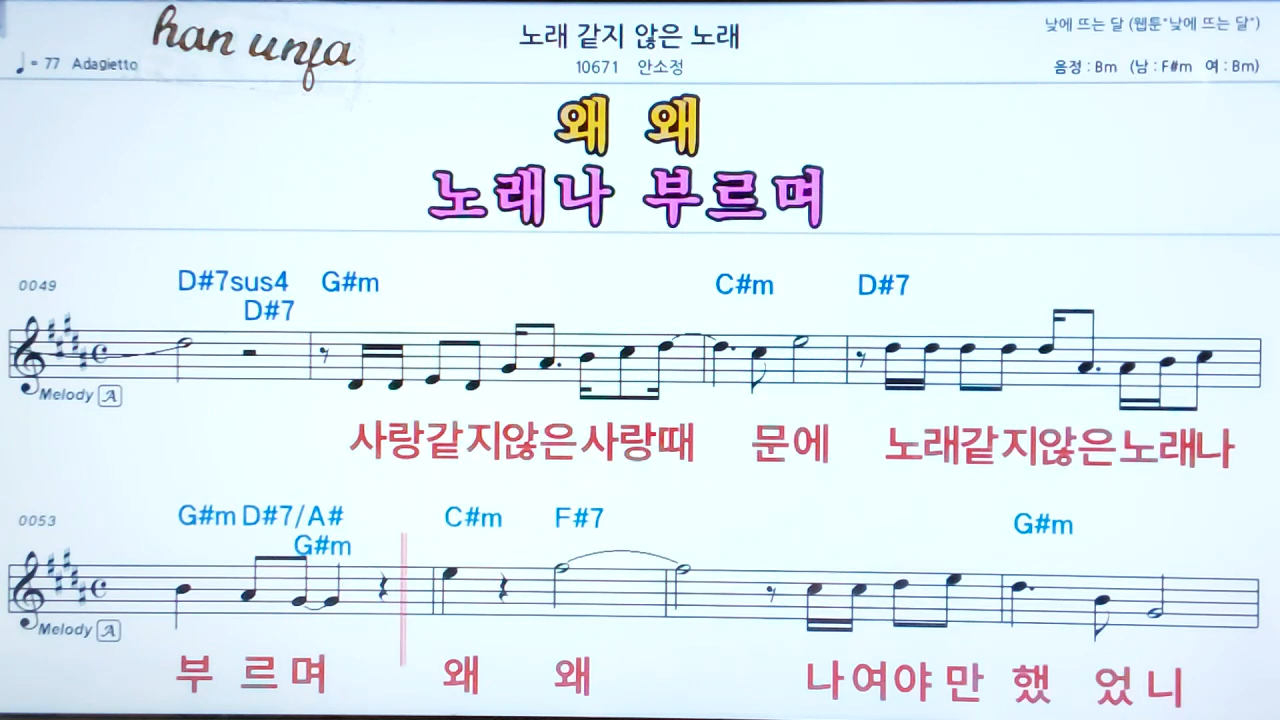 han unfa
노래 같지 않은 노래
낮에 뜨는 달 (웹툰"낮에 뜨는 달")
♩= 77 Adagietto
10671 안소정
음정 : Bm (남 : F#m 여 : Bm)
왜 왜
노래나 부르며
0049
D#7sus4 G#m C#m D#7
D#7
Melody A
사랑같지않은사랑때 문에 노래같지않은노래나
0053
G#m D#7/A# C#m F#7 G#m
G#m
Melody A
부 르 며 왜 왜 나여야 만 했 었 니